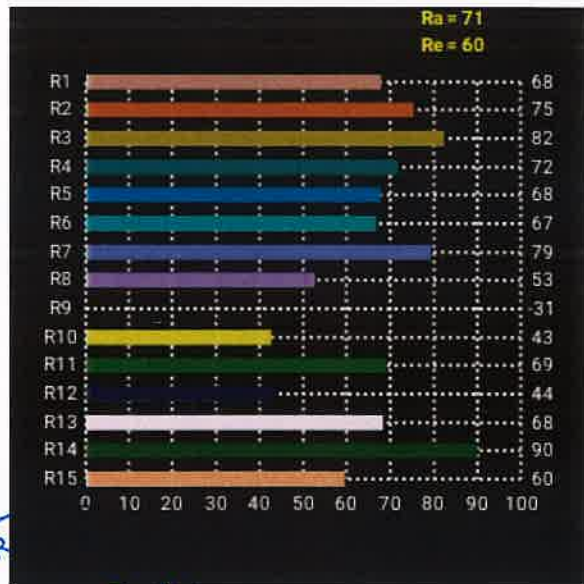 Ra = 71
Re = 60
R1 68
R2 75
R3 82
R4 72
R5 68
R6 67
R7 79
R8 53
R9 -31
R10 43
R11 69
R12 44
R13 68
R14 90
R15 60
0 10 20 30 40 50 60 70 80 90 100